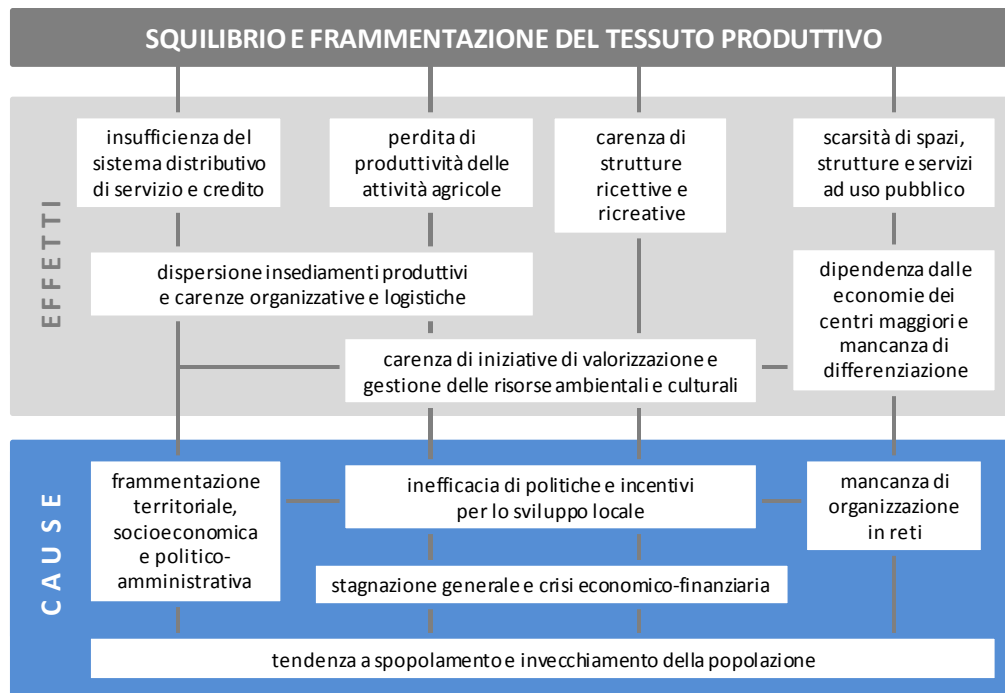 SQUILIBRIO E FRAMMENTAZIONE DEL TESSUTO PRODUTTIVO
EFFETTI
insufficienza del
sistema distributivo
di servizio e credito
perdita di
produttività delle
attività agricole
carenza di
strutture
ricettive e
ricreative
scarsità di spazi,
strutture e servizi
ad uso pubblico
dispersione insediamenti produttivi
e carenze organizzative e logistiche
dipendenza dalle
economie dei
centri maggiori e
mancanza di
differenziazione
carenza di iniziative di valorizzazione e
gestione delle risorse ambientali e culturali
CAUSE
frammentazione
territoriale,
socioeconomica
e politico-
amministrativa
inefficacia di politiche e incentivi
per lo sviluppo locale
mancanza di
organizzazione
in reti
stagnazione generale e crisi economico-finanziaria
tendenza a spopolamento e invecchiamento della popolazione